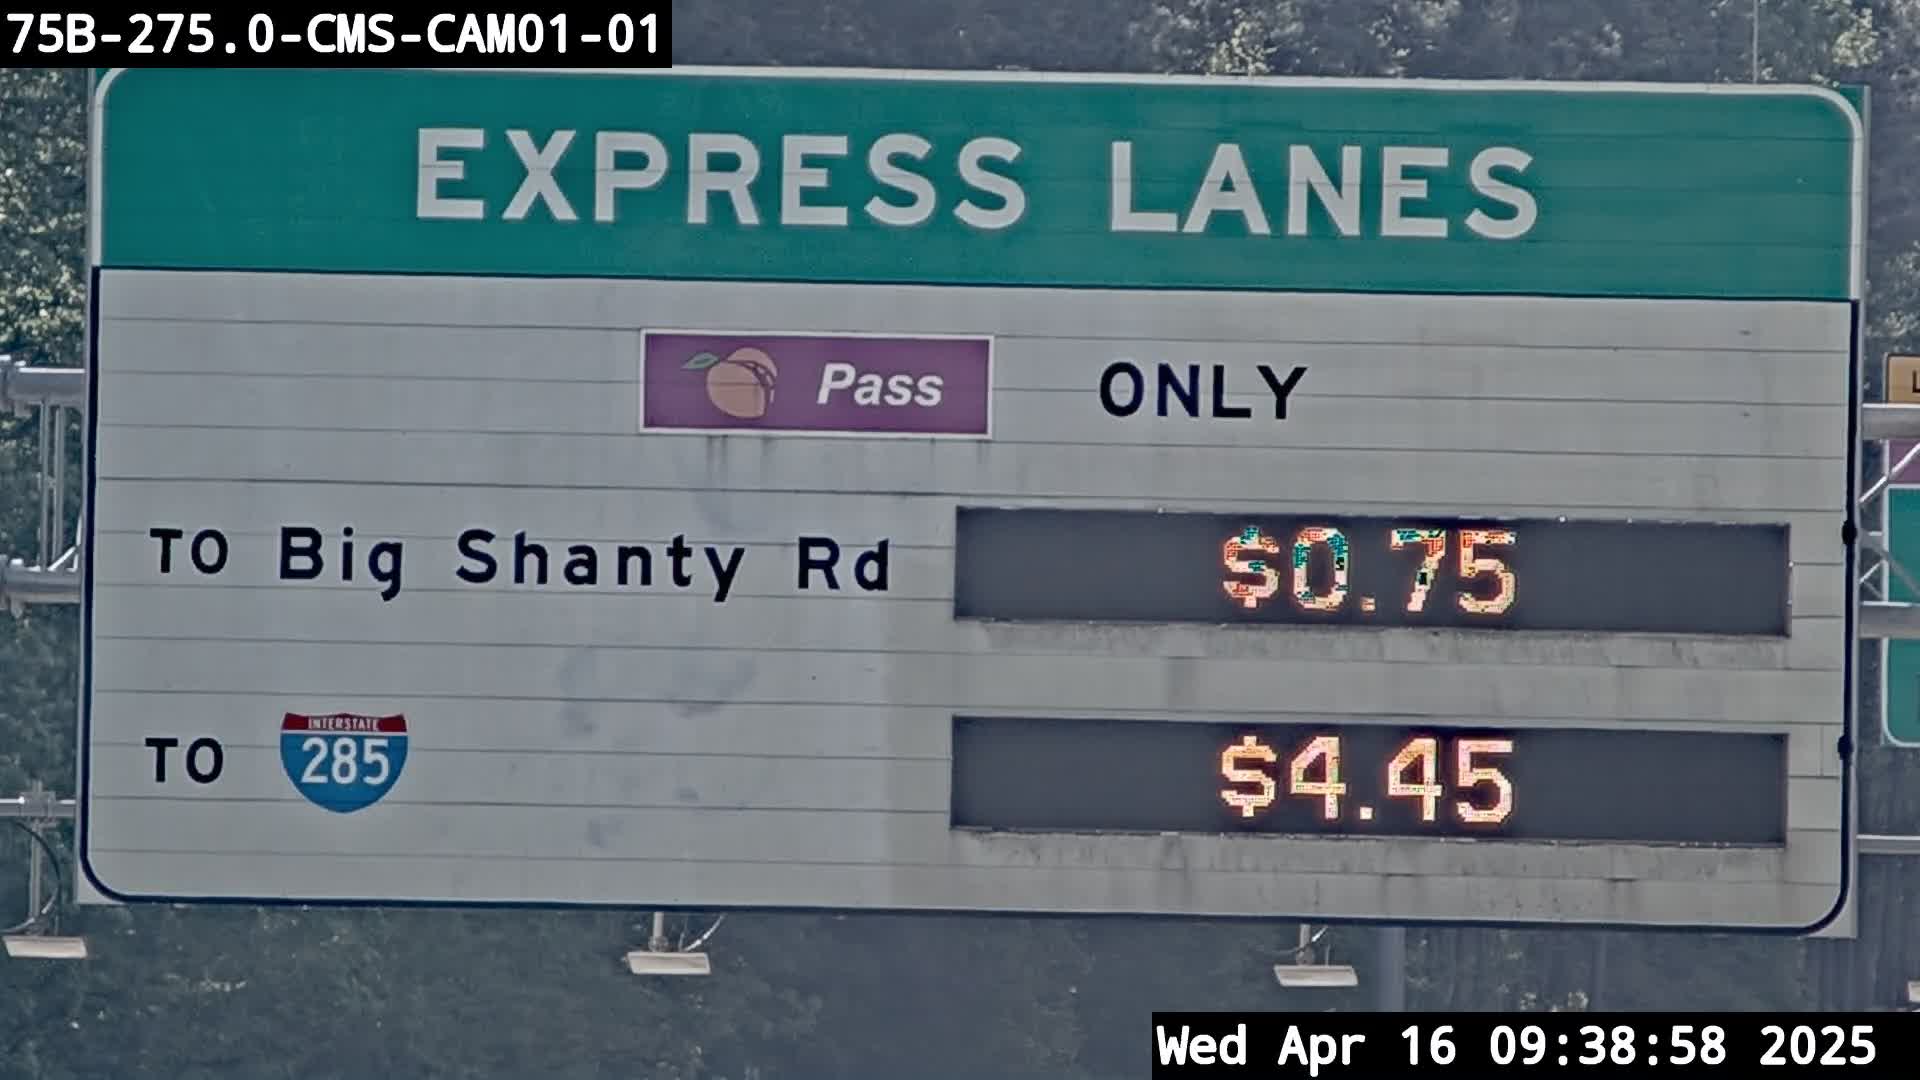 75B-275.0-CMS-CAM01-01
EXPRESS LANES
Pass ONLY
TO Big Shanty Rd $0.75
TO INTERSTATE 285 $4.45
Wed Apr 16 09:38:58 2025